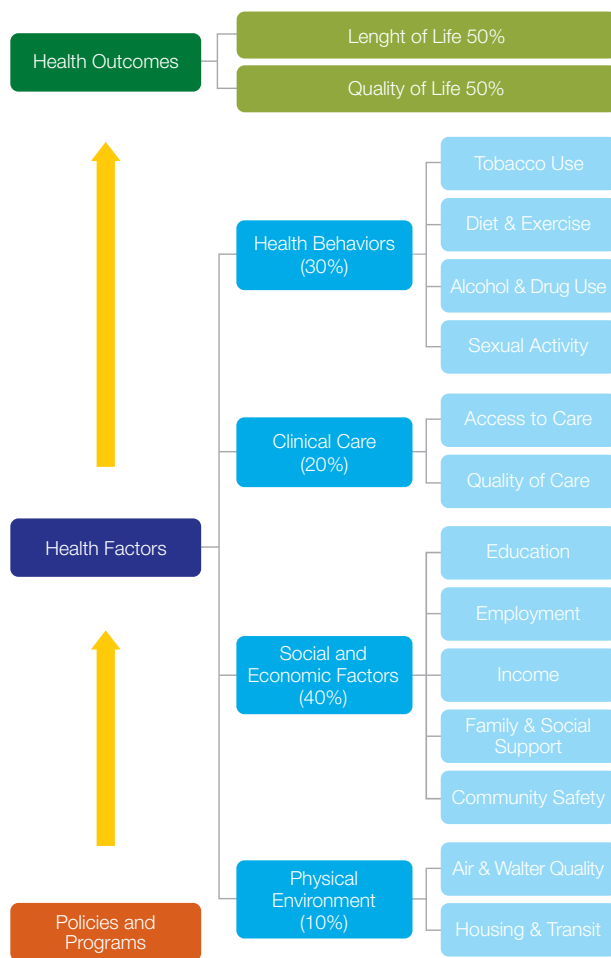 Health Outcomes
Lenght of Life 50%
Quality of Life 50%
Health Factors
Health Behaviors
(30%)
Tobacco Use
Diet & Exercise
Alcohol & Drug Use
Sexual Activity
Clinical Care
(20%)
Access to Care
Quality of Care
Social and
Economic Factors
(40%)
Education
Employment
Income
Family & Social
Support
Community Safety
Physical
Environment
(10%)
Air & Walter Quality
Housing & Transit
Policies and
Programs